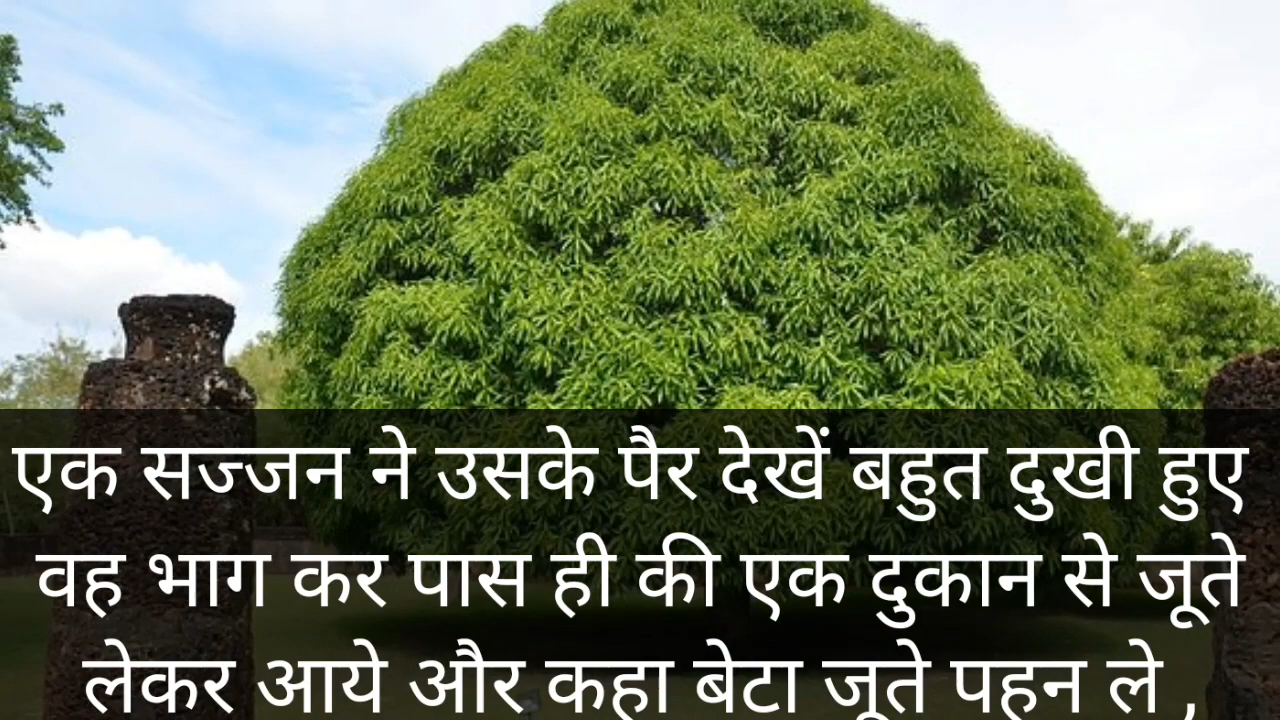 एक सज्जन ने उसके पैर देखें बहुत दुखी हुए
वह भाग कर पास ही की एक दुकान से जूते
लेकर आये और कहा बेटा जूते पहन ले ,